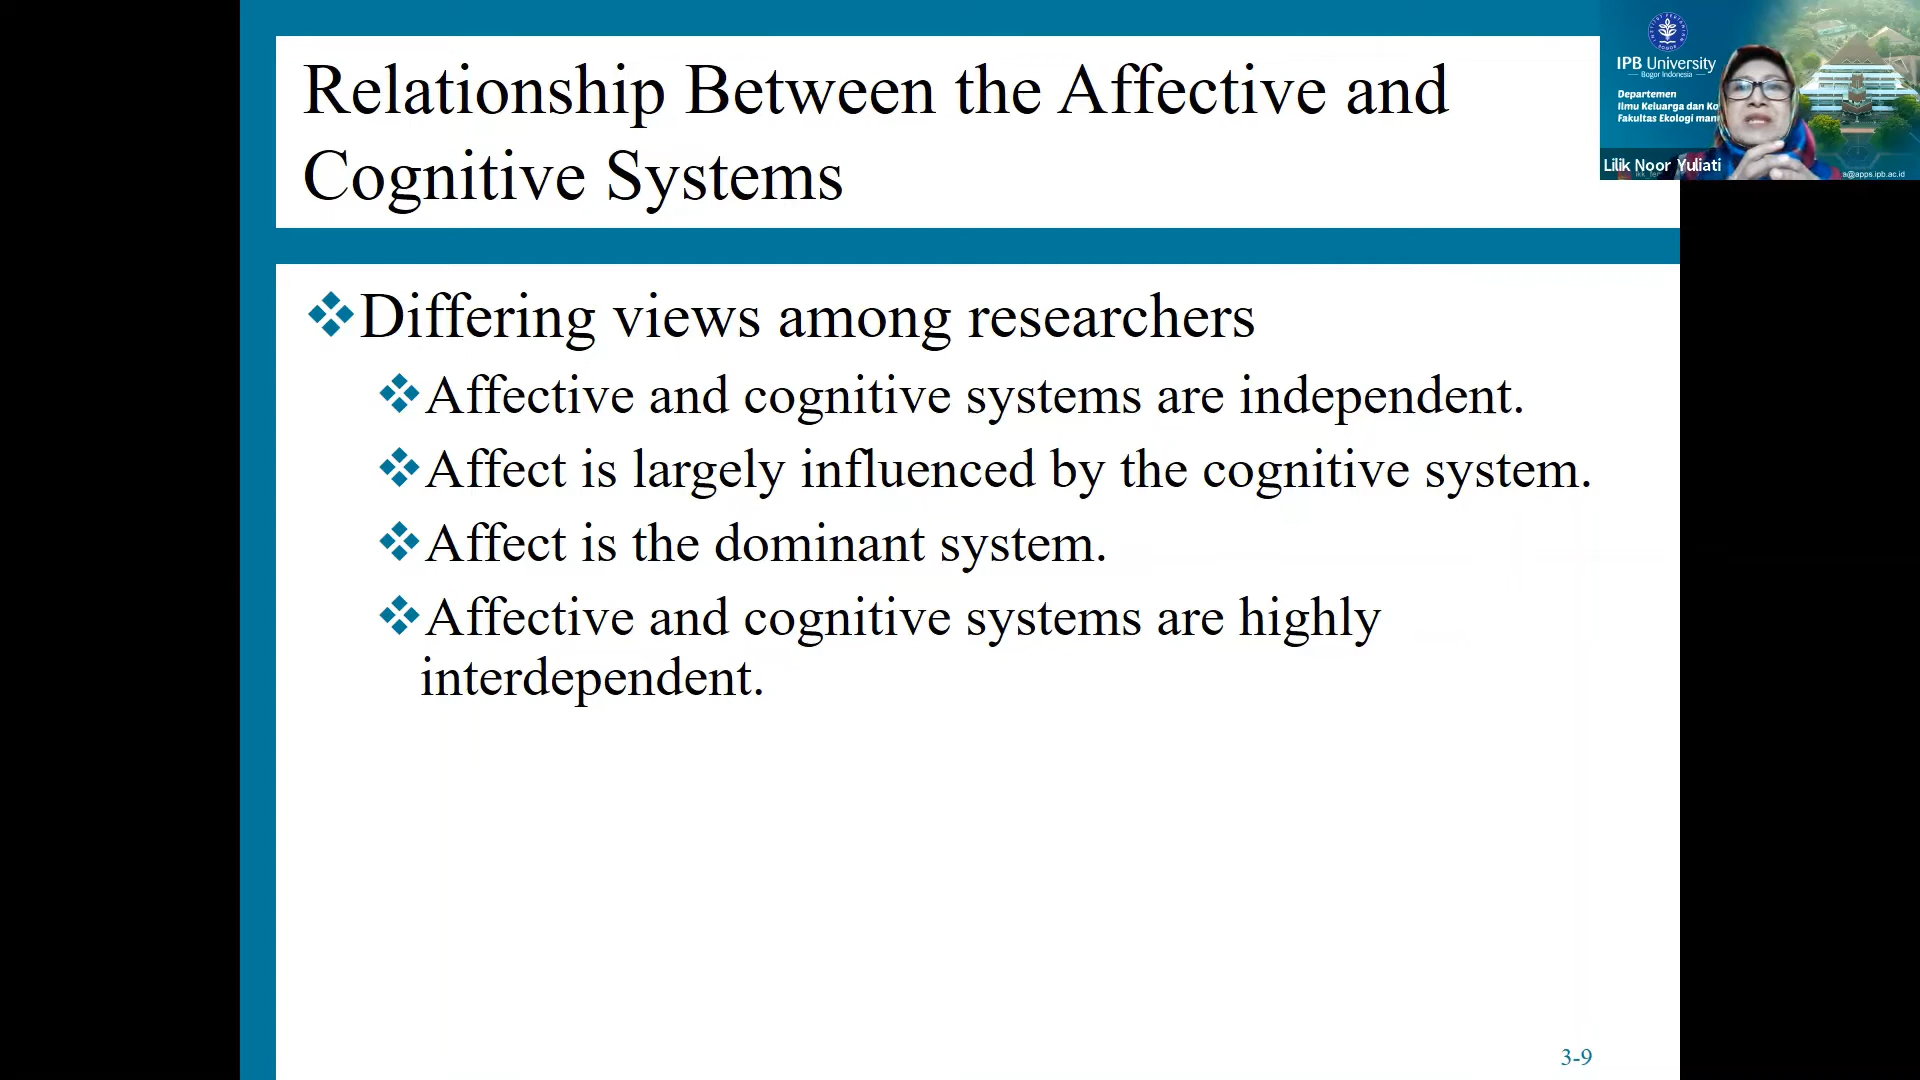 Relationship Between the Affective and
Cognitive Systems
Differing views among researchers
Affective and cognitive systems are independent.
Affect is largely influenced by the cognitive system.
Affect is the dominant system.
Affective and cognitive systems are highly
interdependent.
3-9
IPB University
Bogor Indonesia
Departemen
Ilmu Keluarga dan Ko
Fakultas Ekologi man
Lilik Noor Yuliati
a@apps.ipb.ac.id